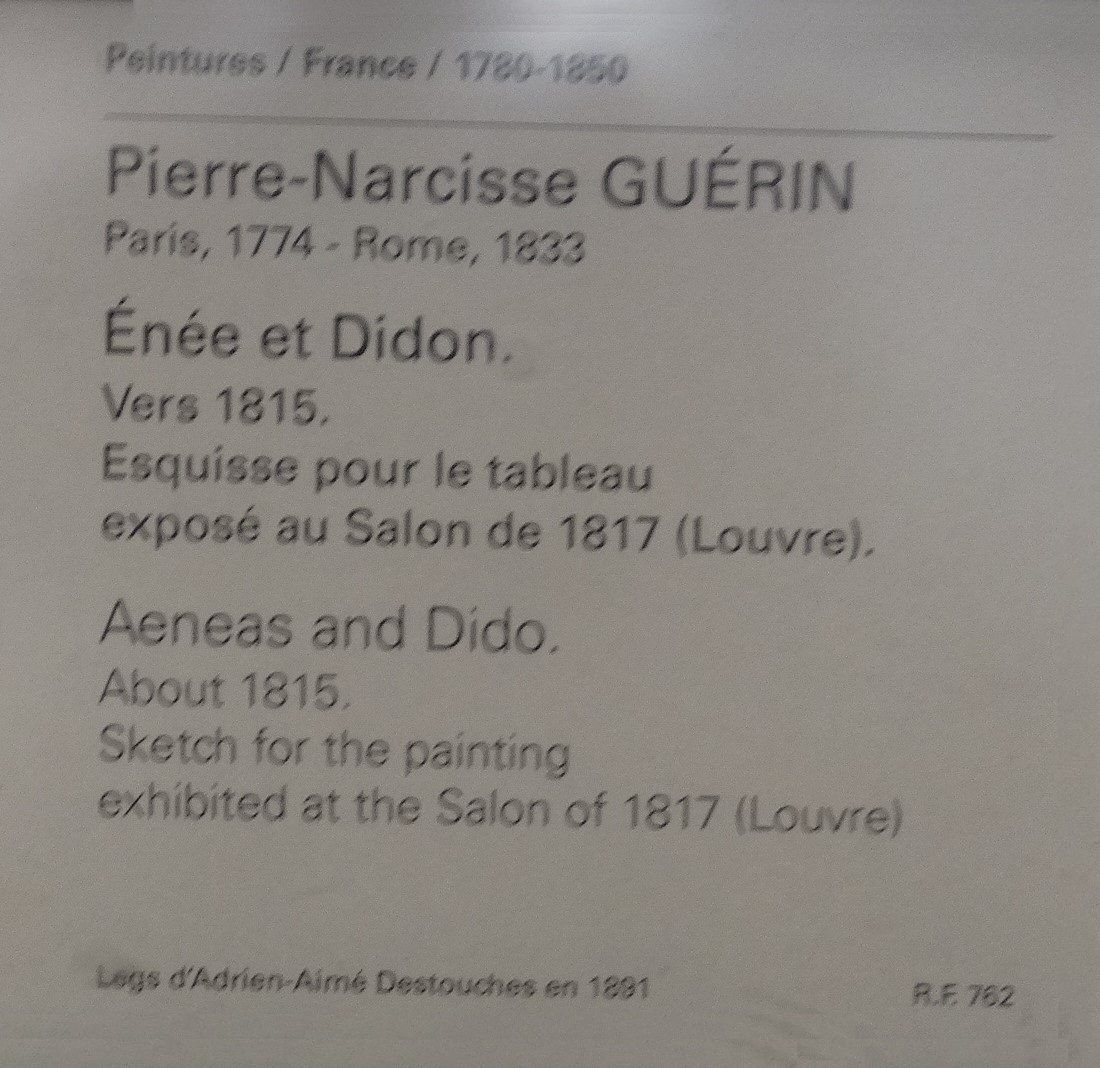 Peintures / France / 1780-1850
Pierre-Narcisse GUÉRIN
Paris, 1774 - Rome, 1833
Énée et Didon.
Vers 1815.
Esquisse pour le tableau
exposé au Salon de 1817 (Louvre).
Aeneas and Dido.
About 1815.
Sketch for the painting
exhibited at the Salon of 1817 (Louvre)
Legs d'Adrien-Aimé Destouches en 1891
R.F. 762